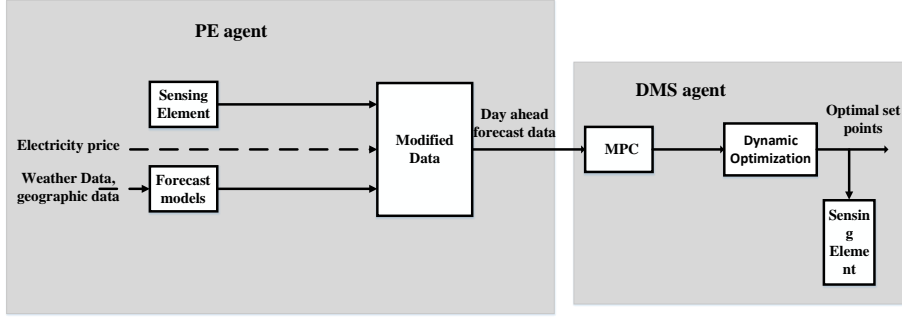 PE agent
Sensing
Element
Electricity price
Weather Data,
geographic data
Forecast
models
Modified
Data
Day ahead
forecast data
DMS agent
MPC
Dynamic
Optimization
Optimal set
points
Sensin
g
Eleme
nt